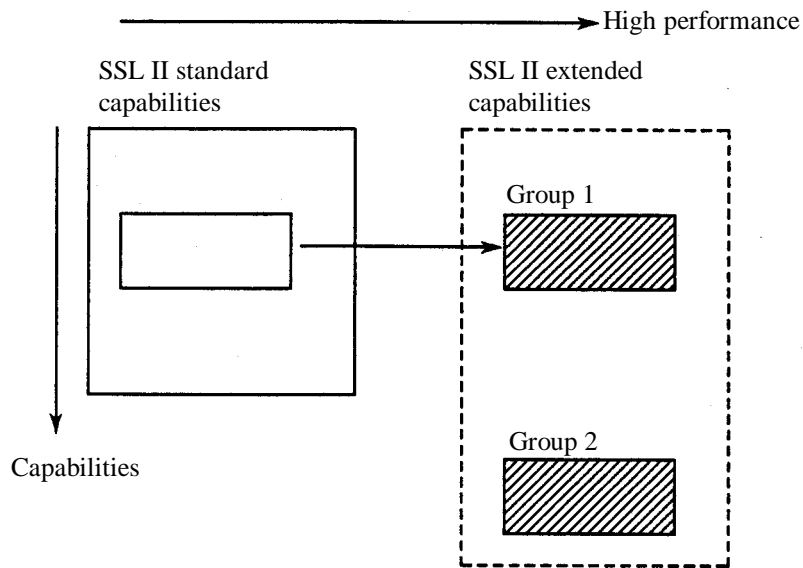 High performance
SSL II standard
capabilities
SSL II extended
capabilities
Group 1
Group 2
Capabilities